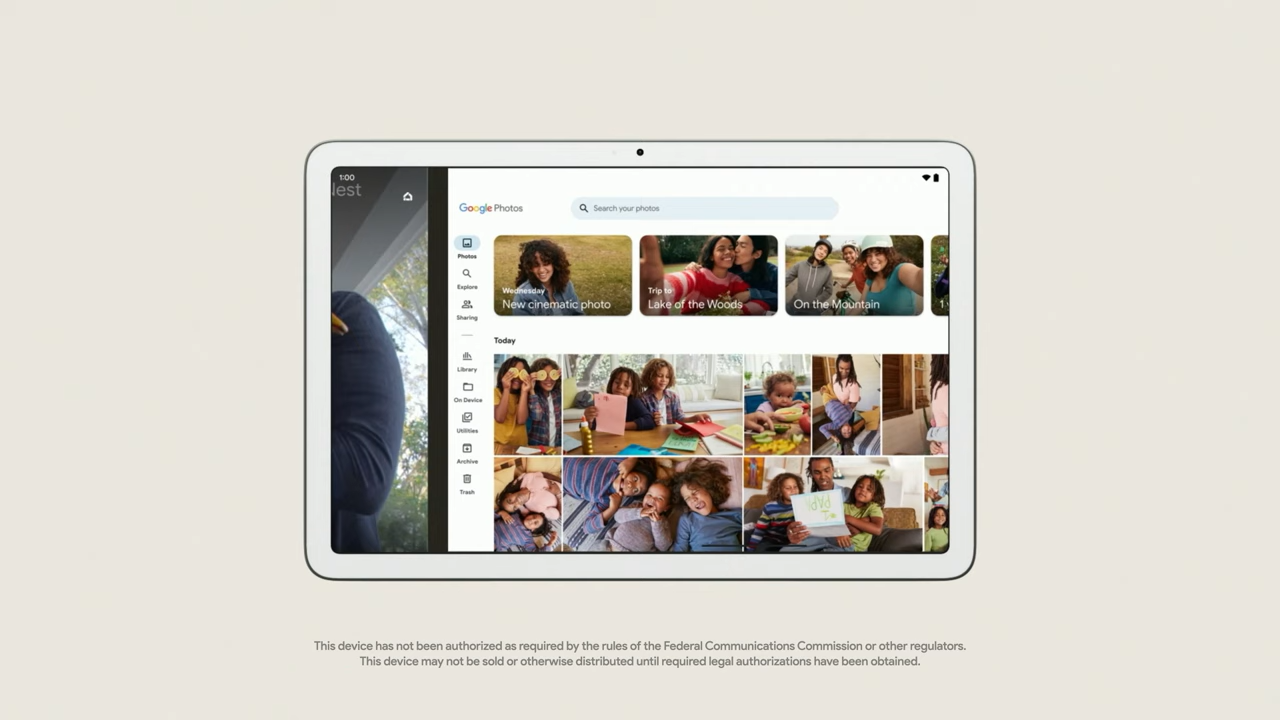 1:00
Nest
Google Photos
Search your photos
Photos
Explore
Sharing
Library
On Device
Utilities
Archive
Trash
Wednesday
New cinematic photo
Trip to
Lake of the Woods
On the Mountain
Today
This device has not been authorized as required by the rules of the Federal Communications Commission or other regulators.
This device may not be sold or otherwise distributed until required legal authorizations have been obtained.